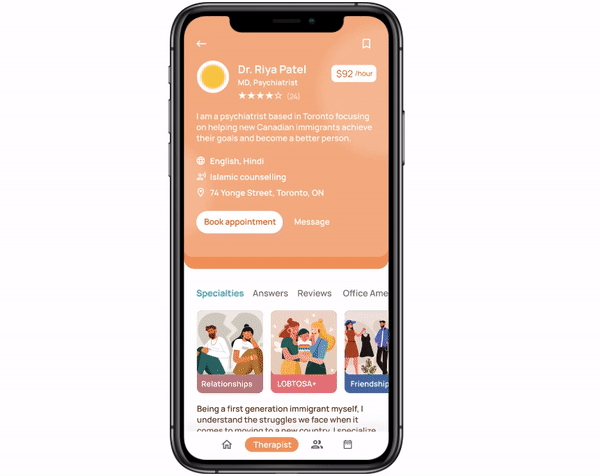 Dr. Riya Patel
$92 /hour
MD, Psychiatrist
(24)
I am a psychiatrist based in Toronto focusing
on helping new Canadian immigrants achieve
their goals and become a better person.
English, Hindi
Islamic counselling
74 Yonge Street, Toronto, ON
Book appointment
Message
Specialties Answers Reviews Office Ame
Relationships
LGBTQSA+
Friendship
Being a first generation immigrant myself, I
understand the struggles we face when it
comes to moving to a new country. I specialize
Therapist